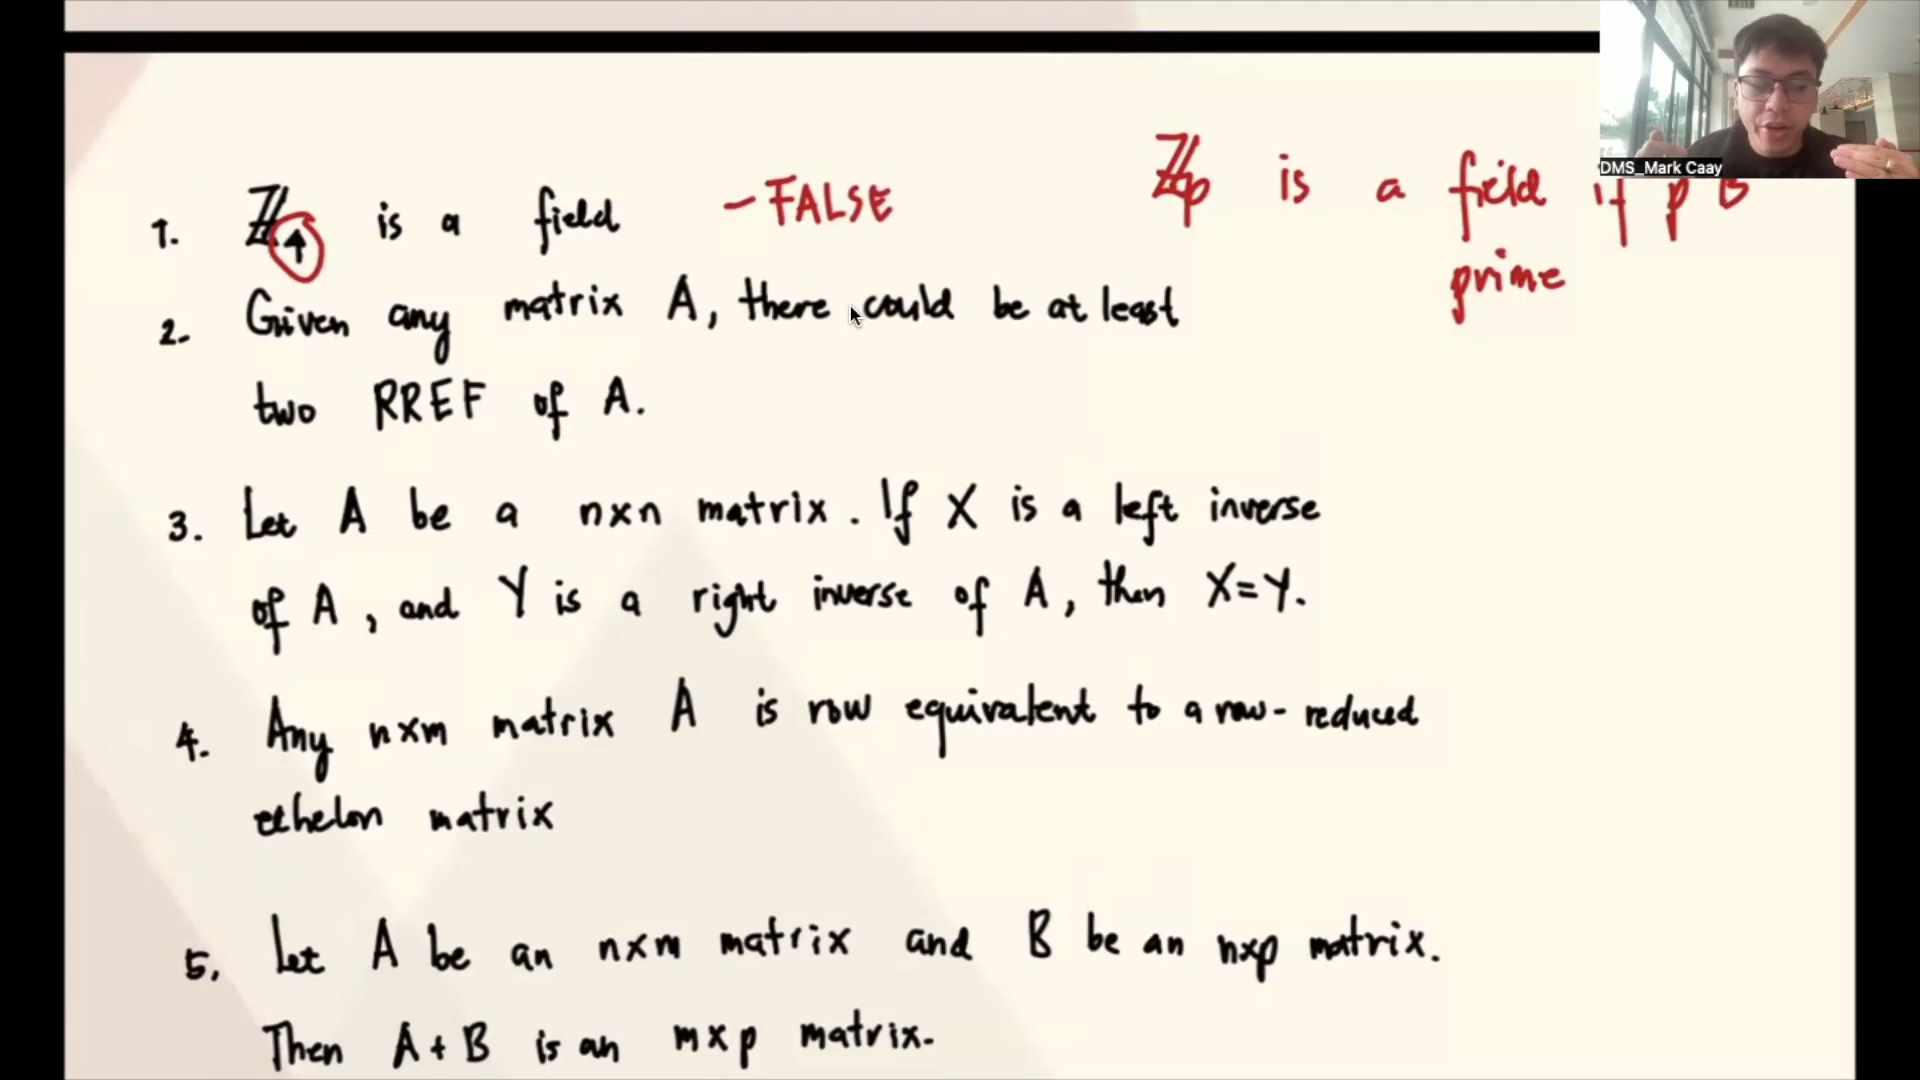 1. ℤ4 is a field - FALSE
ℤp is a field if p is
prime
2. Given any matrix A, there could be at least
two RREF of A.
3. Let A be a nxn matrix. If X is a left inverse
of A, and Y is a right inverse of A, then X=Y.
4. Any nxm matrix A is row equivalent to a row-reduced
echelon matrix
5. Let A be an nxm matrix and B be an nxp matrix.
Then A+B is an mxp matrix.
DMS_Mark Caay
EXIT